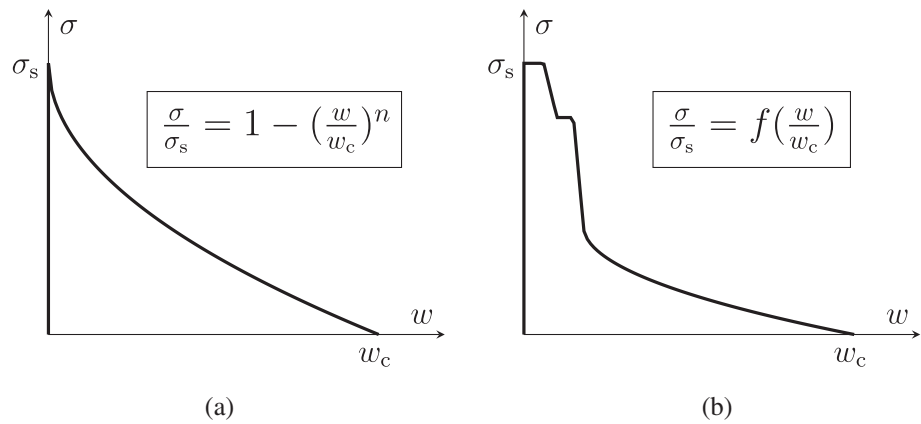 σ
σ
σs
σs
σ/σs = 1 − (w/wc)^n
σ/σs = f(w/wc)
w
w
wc
wc
(a)
(b)